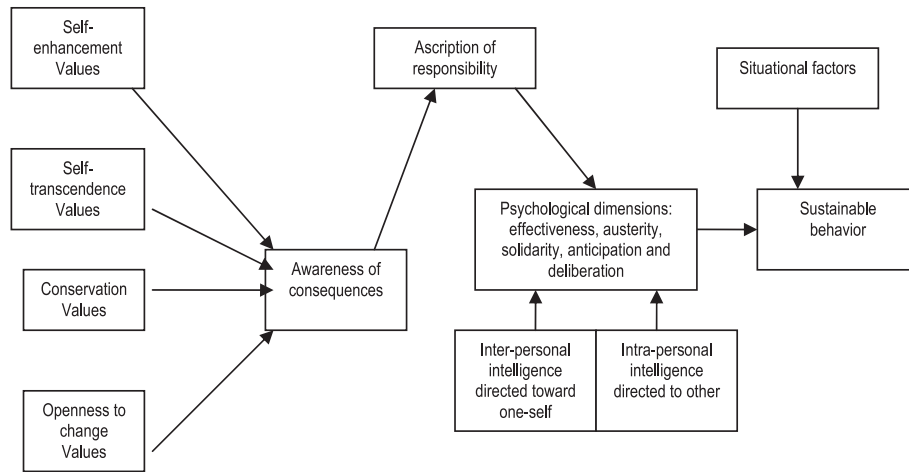 Self-
enhancement
Values
Ascription of
responsibility
Situational factors
Self-
transcendence
Values
Psychological dimensions:
effectiveness, austerity,
solidarity, anticipation and
deliberation
Sustainable
behavior
Awareness of
consequences
Conservation
Values
Inter-personal
intelligence
directed toward
one-self
Intra-personal
intelligence
directed to other
Openness to
change
Values